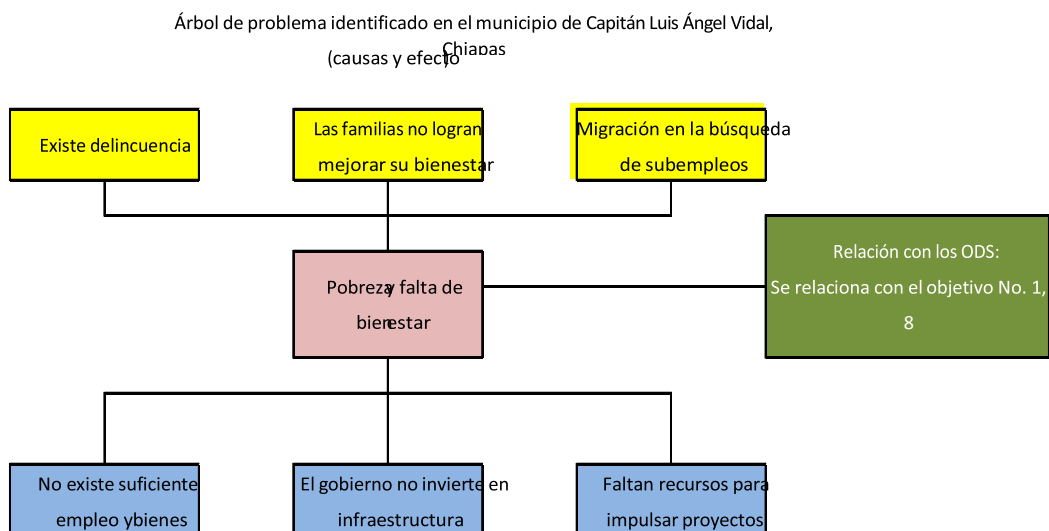 Árbol de problema identificado en el municipio de Capitán Luis Ángel Vidal,
Chiapas
(causas y efecto)
Existe delincuencia
Las familias no logran
mejorar su bienestar
Migración en la búsqueda
de subempleos
Relación con los ODS:
Se relaciona con el objetivo No. 1,
8
Pobreza y falta de
bienestar
No existe suficiente
empleo ybienes
El gobierno no invierte en
infraestructura
Faltan recursos para
impulsar proyectos